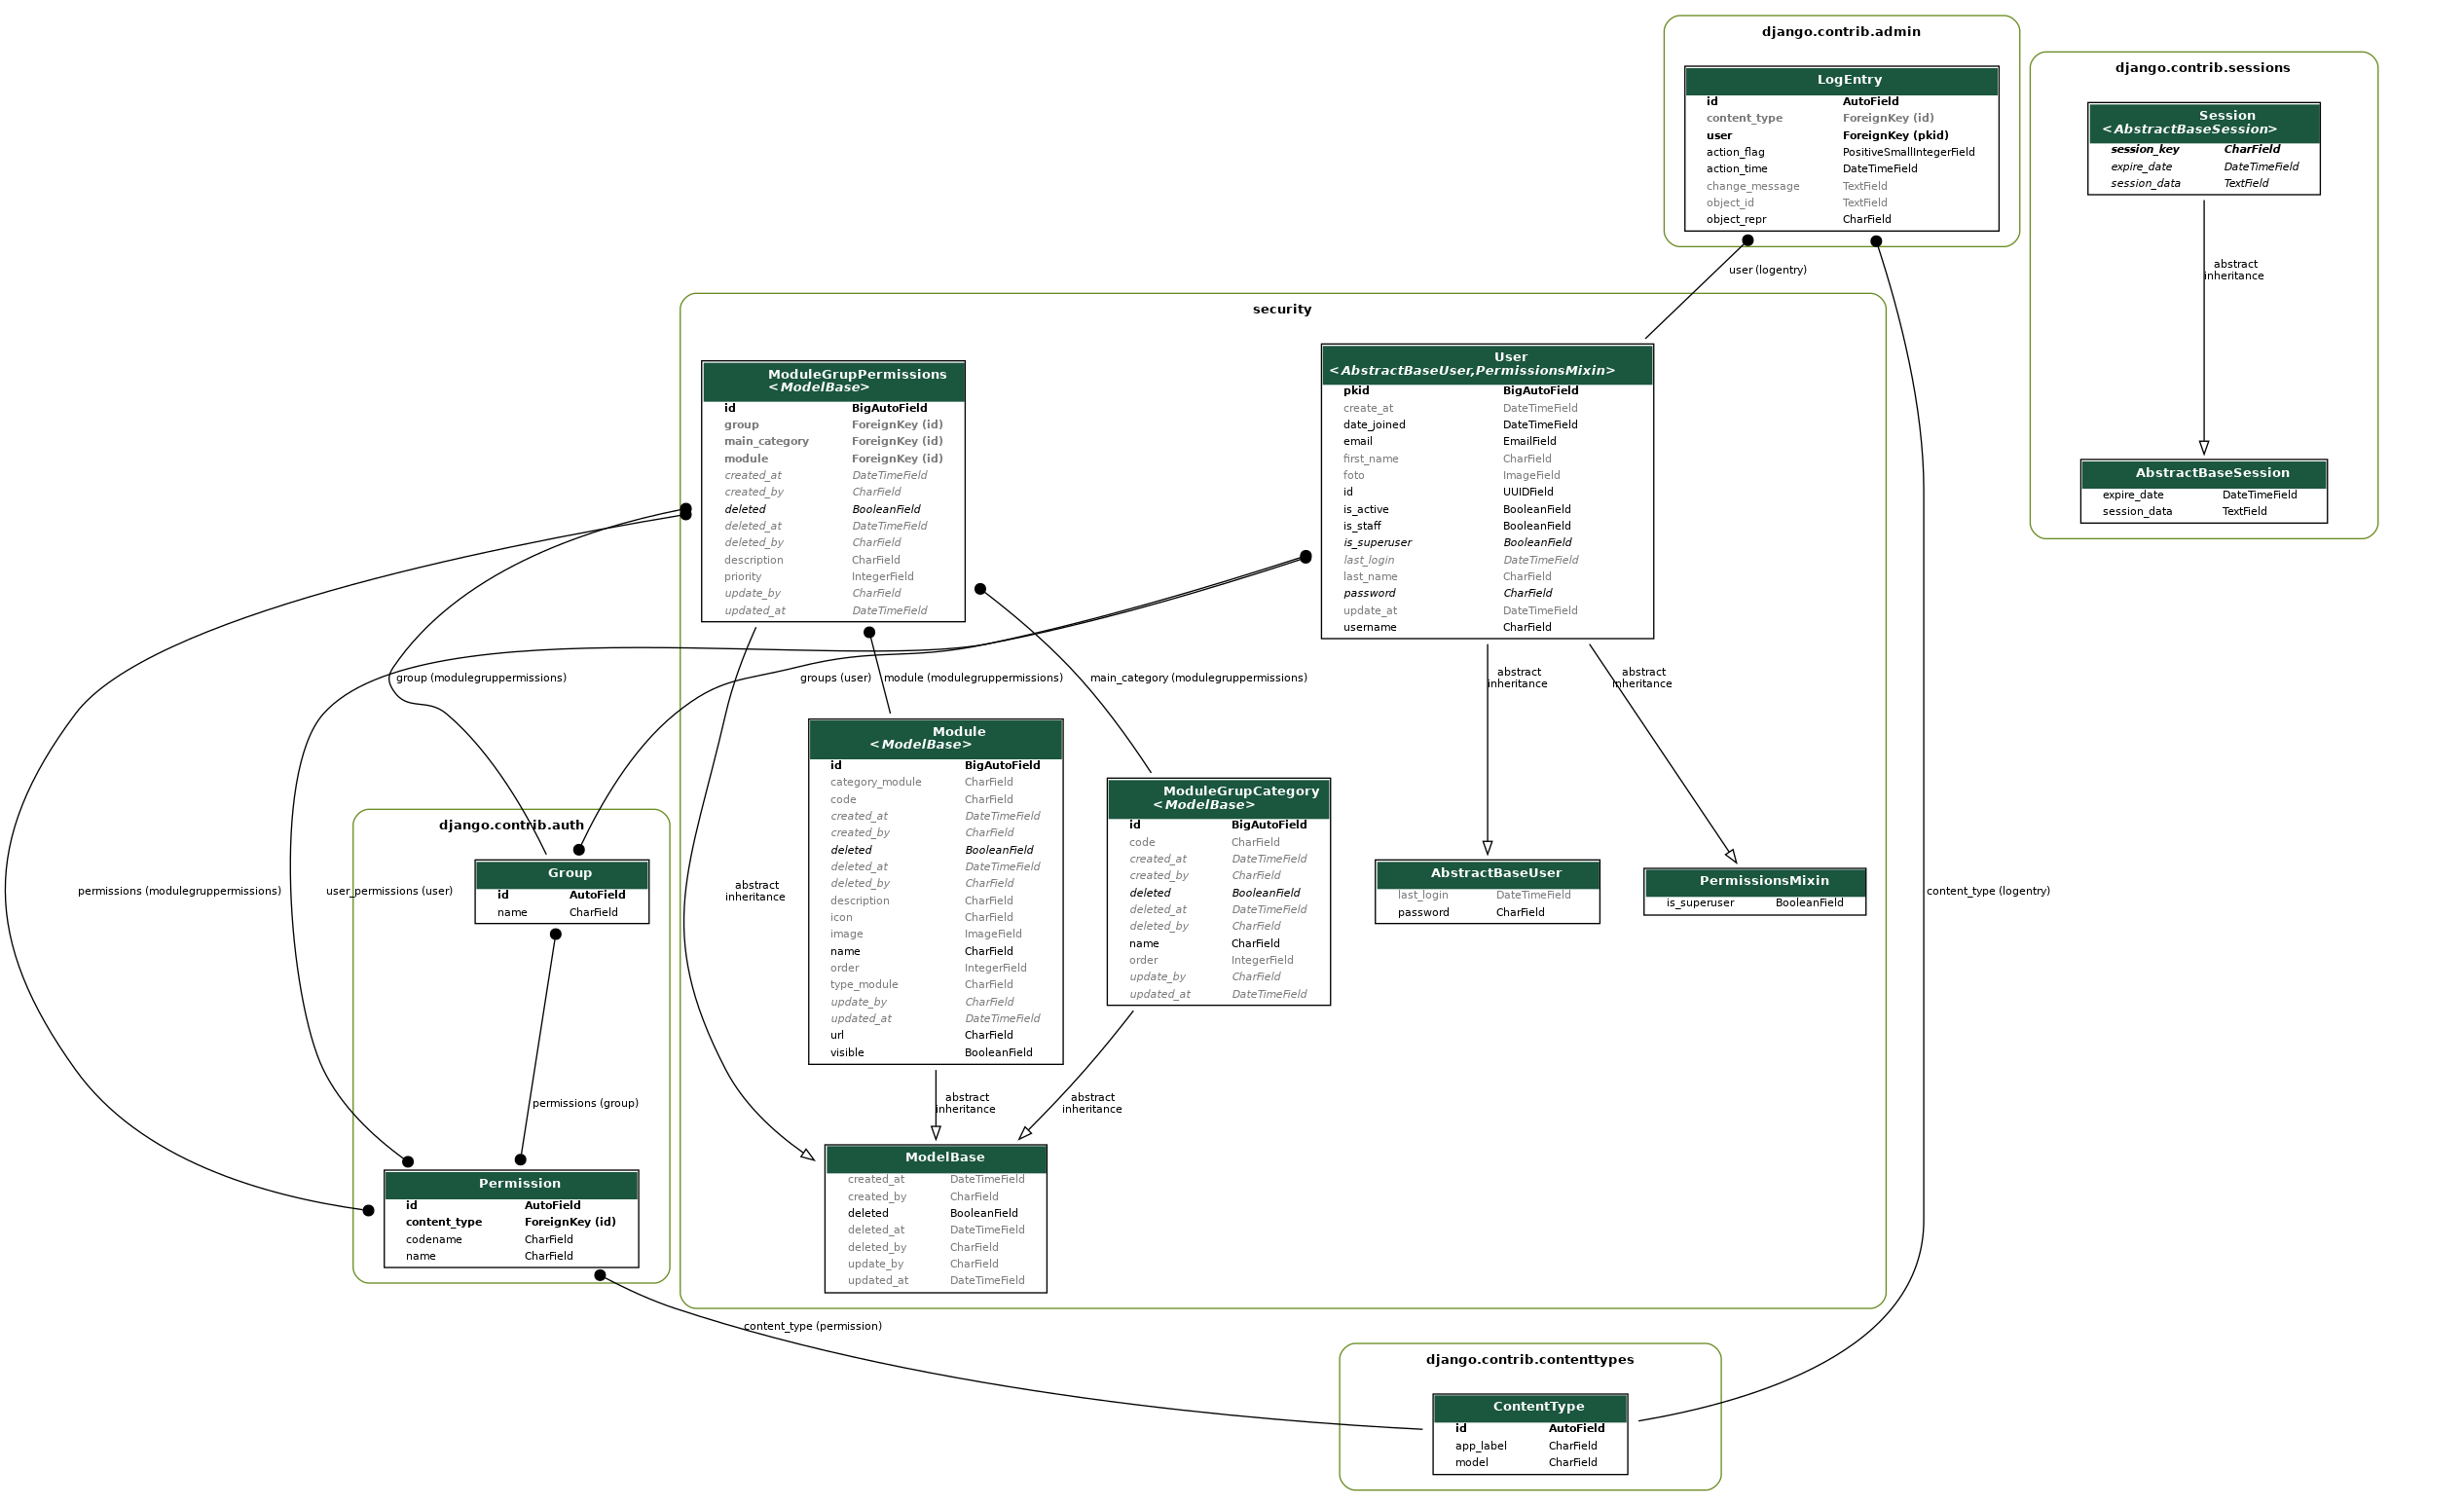 django.contrib.admin
LogEntry
id AutoField
content_type ForeignKey (id)
user ForeignKey (pkid)
action_flag PositiveSmallIntegerField
action_time DateTimeField
change_message TextField
object_id TextField
object_repr CharField
django.contrib.sessions
Session
<AbstractBaseSession>
session_key CharField
expire_date DateTimeField
session_data TextField
abstract
inheritance
AbstractBaseSession
expire_date DateTimeField
session_data TextField
user (logentry)
security
ModuleGrupPermissions
<ModelBase>
id BigAutoField
group ForeignKey (id)
main_category ForeignKey (id)
module ForeignKey (id)
created_at DateTimeField
created_by CharField
deleted BooleanField
deleted_at DateTimeField
deleted_by CharField
description CharField
priority IntegerField
update_by CharField
updated_at DateTimeField
User
<AbstractBaseUser,PermissionsMixin>
pkid BigAutoField
create_at DateTimeField
date_joined DateTimeField
email EmailField
first_name CharField
foto ImageField
id UUIDField
is_active BooleanField
is_staff BooleanField
is_superuser BooleanField
last_login DateTimeField
last_name CharField
password CharField
update_at DateTimeField
username CharField
group (modulegruppermissions)
groups (user)
module (modulegruppermissions)
main_category (modulegruppermissions)
abstract
inheritance
abstract
inheritance
Module
<ModelBase>
id BigAutoField
category_module CharField
code CharField
created_at DateTimeField
created_by CharField
deleted BooleanField
deleted_at DateTimeField
deleted_by CharField
description CharField
icon CharField
image ImageField
name CharField
order IntegerField
type_module CharField
update_by CharField
updated_at DateTimeField
url CharField
visible BooleanField
ModuleGrupCategory
<ModelBase>
id BigAutoField
code CharField
created_at DateTimeField
created_by CharField
deleted BooleanField
deleted_at DateTimeField
deleted_by CharField
name CharField
order IntegerField
update_by CharField
updated_at DateTimeField
AbstractBaseUser
last_login DateTimeField
password CharField
PermissionsMixin
is_superuser BooleanField
content_type (logentry)
permissions (modulegruppermissions)
user_permissions (user)
django.contrib.auth
Group
id AutoField
name CharField
abstract
inheritance
permissions (group)
abstract
inheritance
abstract
inheritance
Permission
id AutoField
content_type ForeignKey (id)
codename CharField
name CharField
ModelBase
created_at DateTimeField
created_by CharField
deleted BooleanField
deleted_at DateTimeField
deleted_by CharField
update_by CharField
updated_at DateTimeField
content_type (permission)
django.contrib.contenttypes
ContentType
id AutoField
app_label CharField
model CharField